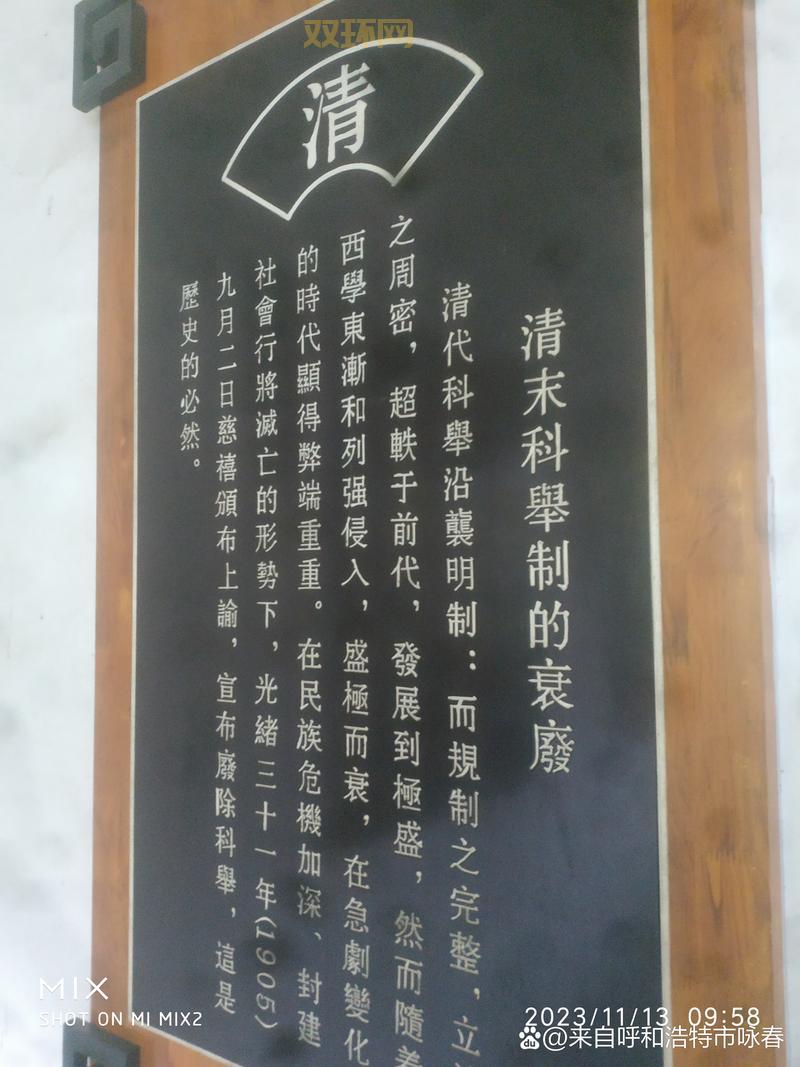 双环网
清
清末科舉制的衰廢
清代科舉沿襲明制：而規制之完整，立
之周密，超軼于前代，發展到極盛，然而隨着
西學東漸和列强侵入，盛極而衰，在急劇變化
的時代顯得弊端重重。在民族危機加深、封建
社會行將滅亡的形勢下，光緒三十一年(1905)
九月二日慈禧頒布上諭，宣布廢除科舉，這是
歷史的必然。
MIX
SHOT ON MI MIX2
2023/11/13 09:58
Bai du 来自呼和浩特市咏春